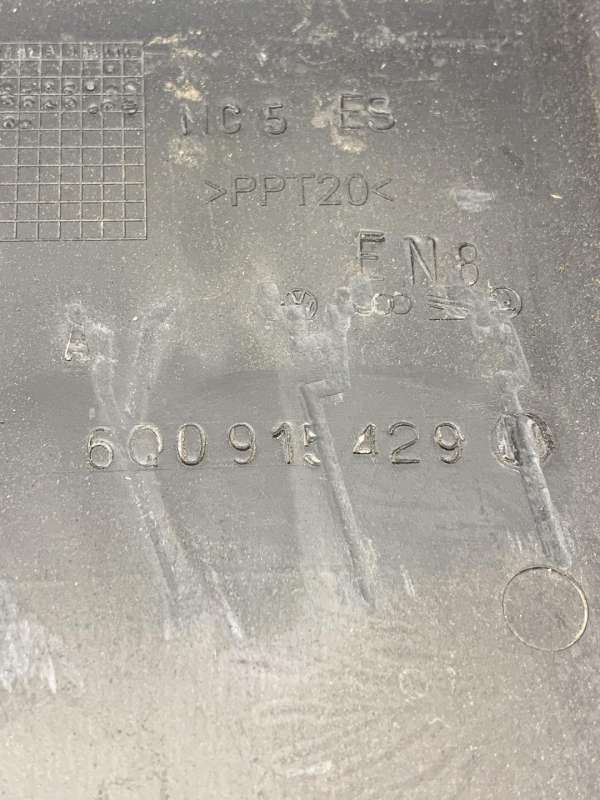 MC 5 ES
>PPT20<
EN8
A
6Q0 915 429